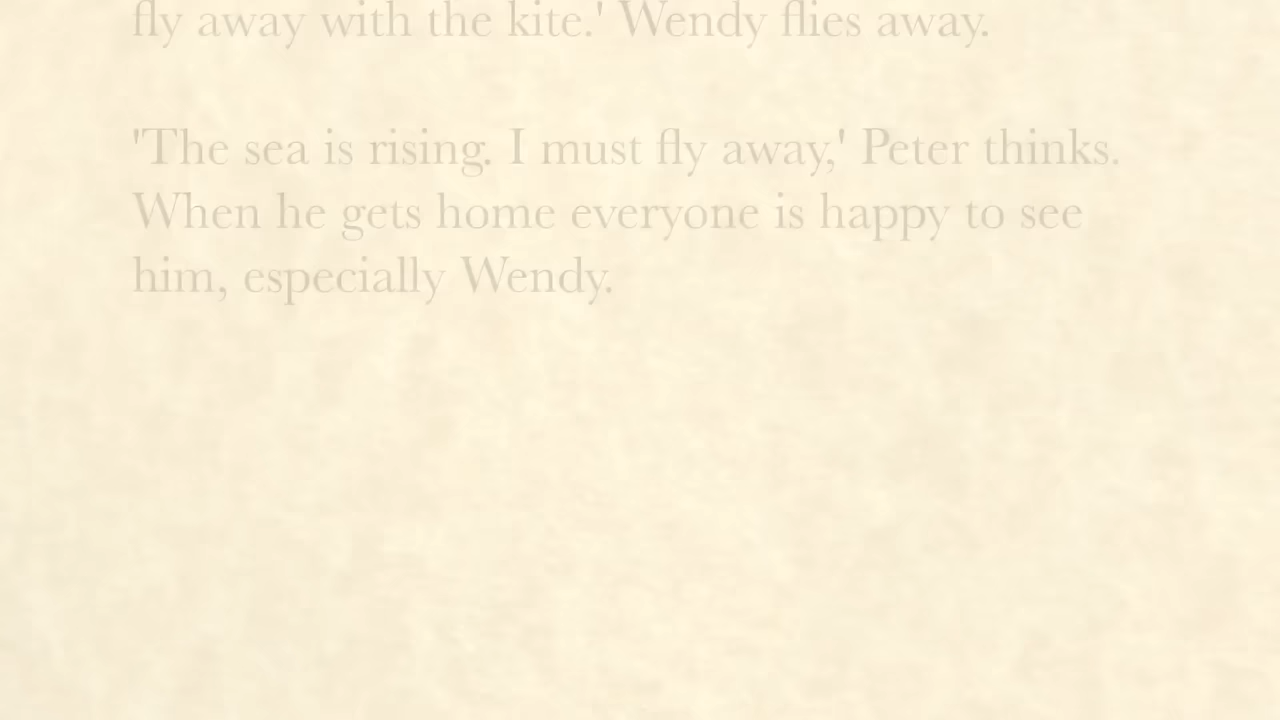 fly away with the kite.' Wendy flies away.
'The sea is rising. I must fly away,' Peter thinks.
When he gets home everyone is happy to see
him, especially Wendy.